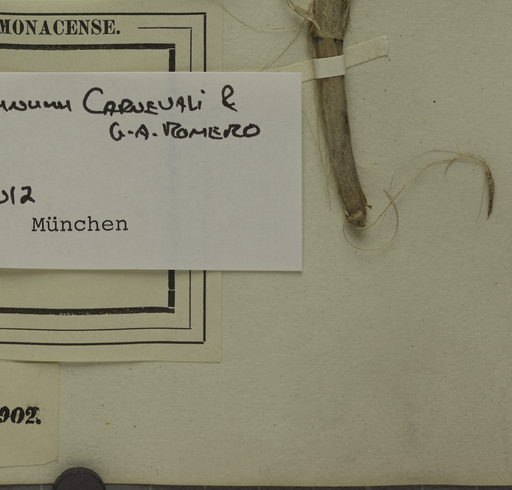 MONACENSE.
CARNEVALI &
G.A. ROMERO
München
902.